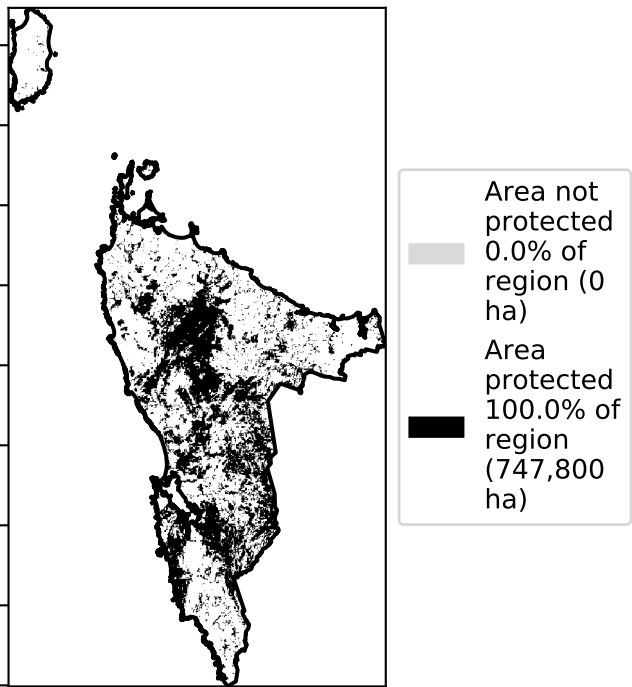 Area not
protected
0.0% of
region (0
ha)
Area
protected
100.0% of
region
(747,800
ha)